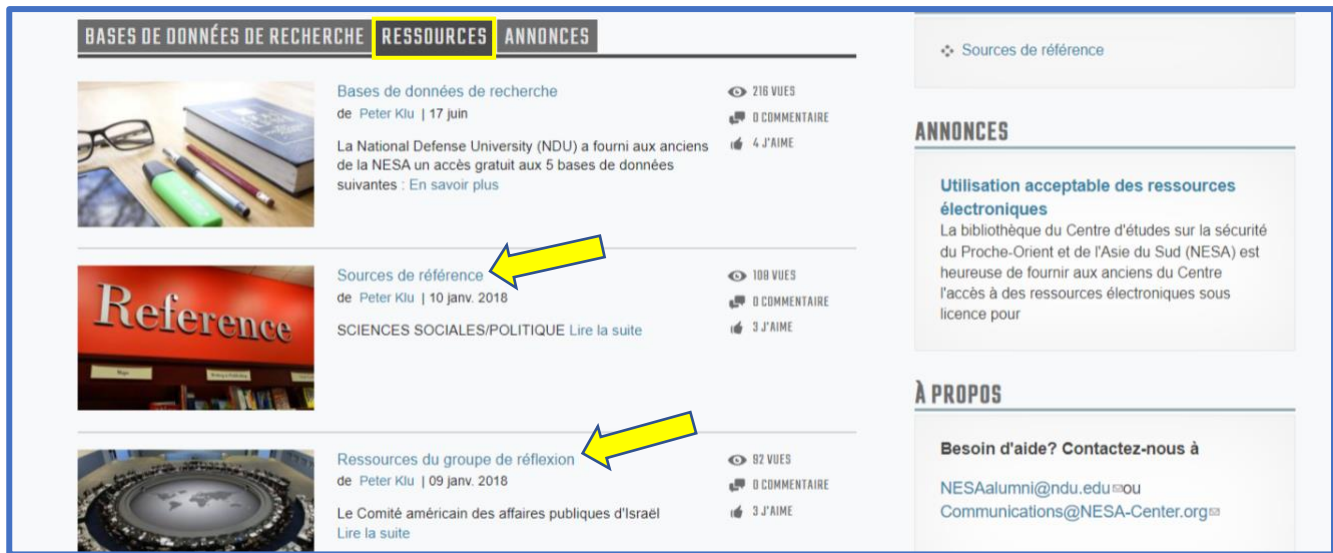 BASES DE DONNÉES DE RECHERCHE RESSOURCES ANNONCES
Bases de données de recherche
de Peter Klu | 17 juin
La National Defense University (NDU) a fourni aux anciens
de la NESA un accès gratuit aux 5 bases de données
suivantes : En savoir plus
216 VUES
0 COMMENTAIRE
4 J'AIME
Reference
Sources de référence
de Peter Klu | 10 janv. 2018
SCIENCES SOCIALES/POLITIQUE Lire la suite
108 VUES
0 COMMENTAIRE
3 J'AIME
Ressources du groupe de réflexion
de Peter Klu | 09 janv. 2018
Le Comité américain des affaires publiques d'Israël
Lire la suite
92 VUES
0 COMMENTAIRE
3 J'AIME
Sources de référence
ANNONCES
Utilisation acceptable des ressources
électroniques
La bibliothèque du Centre d'études sur la sécurité
du Proche-Orient et de l'Asie du Sud (NESA) est
heureuse de fournir aux anciens du Centre
l'accès à des ressources électroniques sous
licence pour
À PROPOS
Besoin d'aide? Contactez-nous à
NESAalumni@ndu.edu ou
Communications@NESA-Center.org